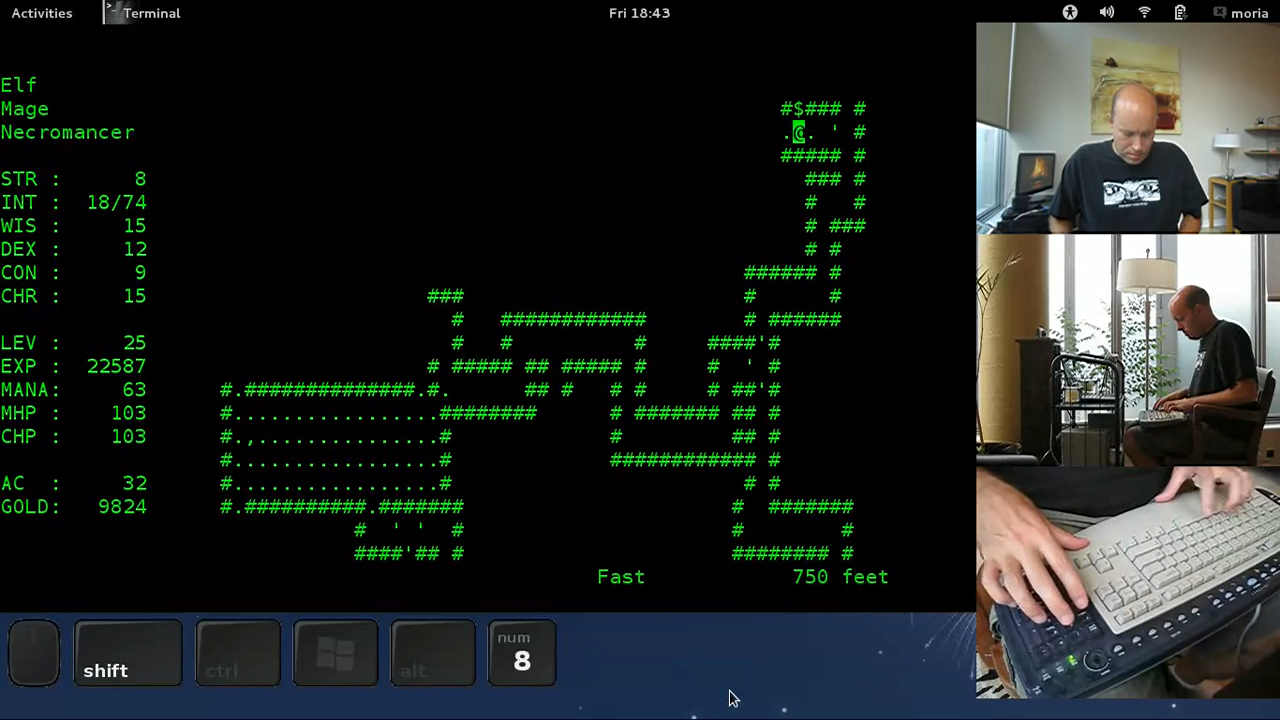 Activities Terminal Fri 18:43 moria
Elf
Mage
Necromancer
STR : 8
INT : 18/74
WIS : 15
DEX : 12
CON : 9
CHR : 15
LEV : 25
EXP : 22587
MANA: 63
MHP : 103
CHP : 103
AC : 32
GOLD: 9824
Fast 750 feet
shift ctrl alt num 8